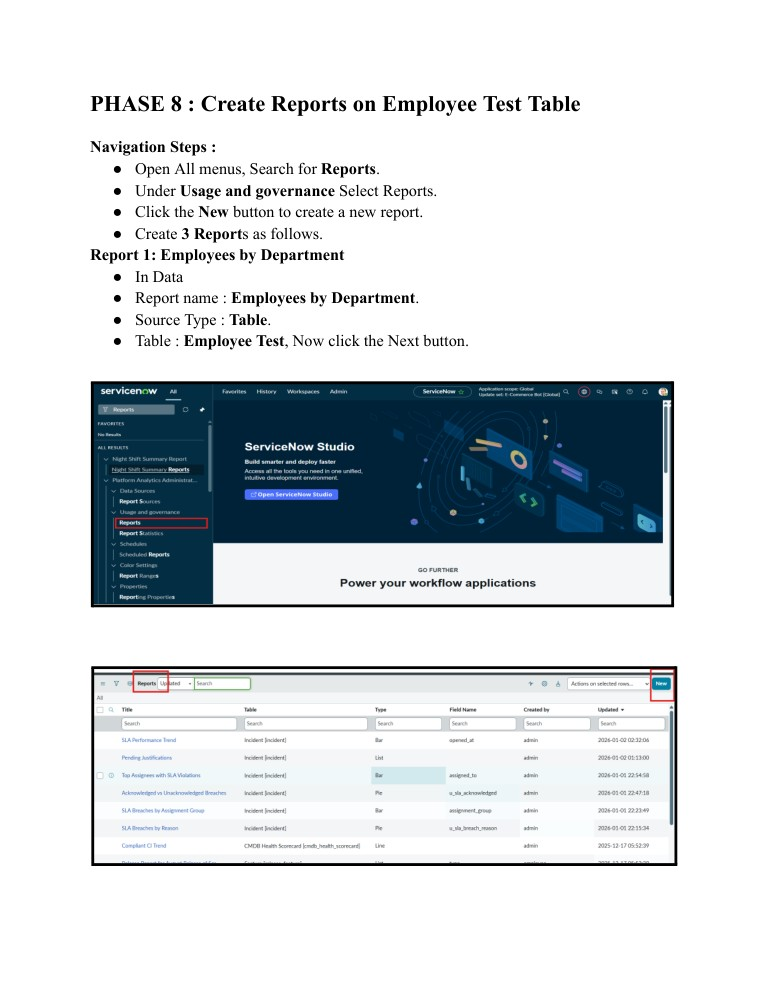 PHASE 8 : Create Reports on Employee Test Table
Navigation Steps :
● Open All menus, Search for Reports.
● Under Usage and governance Select Reports.
● Click the New button to create a new report.
● Create 3 Reports as follows.
Report 1: Employees by Department
● In Data
● Report name : Employees by Department.
● Source Type : Table.
● Table : Employee Test, Now click the Next button.
servicenow All Favorites History Workspaces Admin ServiceNow Application scope: Global
Update set: E-Commerce Bot [Global]
Reports
FAVORITES
No Results
ALL RESULTS
Night Shift Summary Report
Night Shift Summary Reports
Platform Analytics Administrat...
Data Sources
Report Sources
Usage and governance
Reports
Report Statistics
Schedules
Scheduled Reports
Color Settings
Report Ranges
Properties
Reporting Properties
ServiceNow Studio
Build smarter and deploy faster
Access all the tools you need in one unified,
intuitive development environment.
Open ServiceNow Studio
GO FURTHER
Power your workflow applications
Reports Updated Search Actions on selected rows... New
All
Title Table Type Field Name Created by Updated
Search Search Search Search Search Search
SLA Performance Trend Incident [incident] Bar opened_at admin 2026-01-02 02:32:06
Pending Justifications Incident [incident] List admin 2026-01-02 01:13:00
Top Assignees with SLA Violations Incident [incident] Bar assigned_to admin 2026-01-01 22:54:58
Acknowledged vs Unacknowledged Breaches Incident [incident] Pie u_sla_acknowledged admin 2026-01-01 22:47:18
SLA Breaches by Assignment Group Incident [incident] Bar assignment_group admin 2026-01-01 22:23:49
SLA Breaches by Reason Incident [incident] Pie u_sla_breach_reason admin 2026-01-01 22:15:34
Compliant CI Trend CMDB Health Scorecard [cmdb_health_scorecard] Line admin 2025-12-17 05:52:39